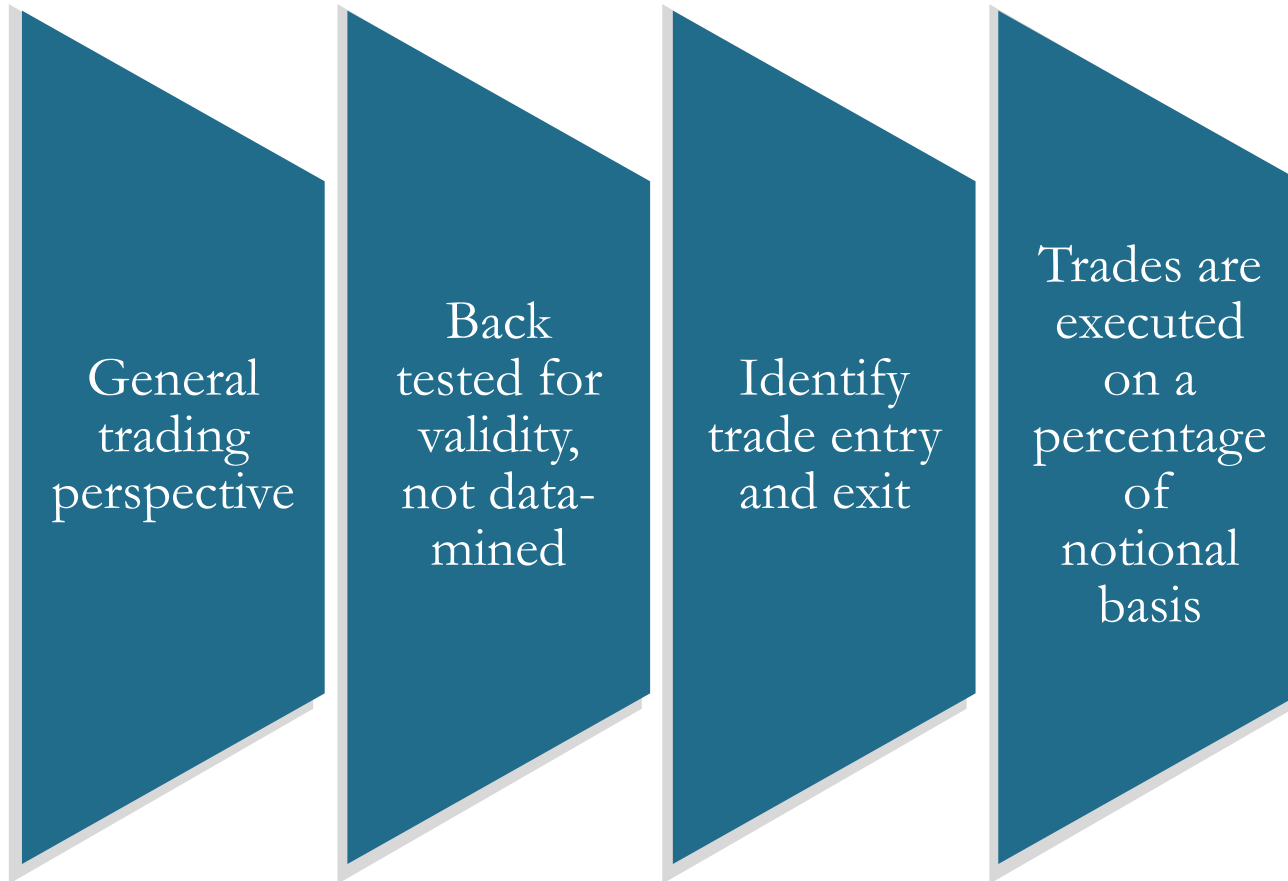 General
trading
perspective
Back
tested for
validity,
not data-
mined
Identify
trade entry
and exit
Trades are
executed
on a
percentage
of
notional
basis